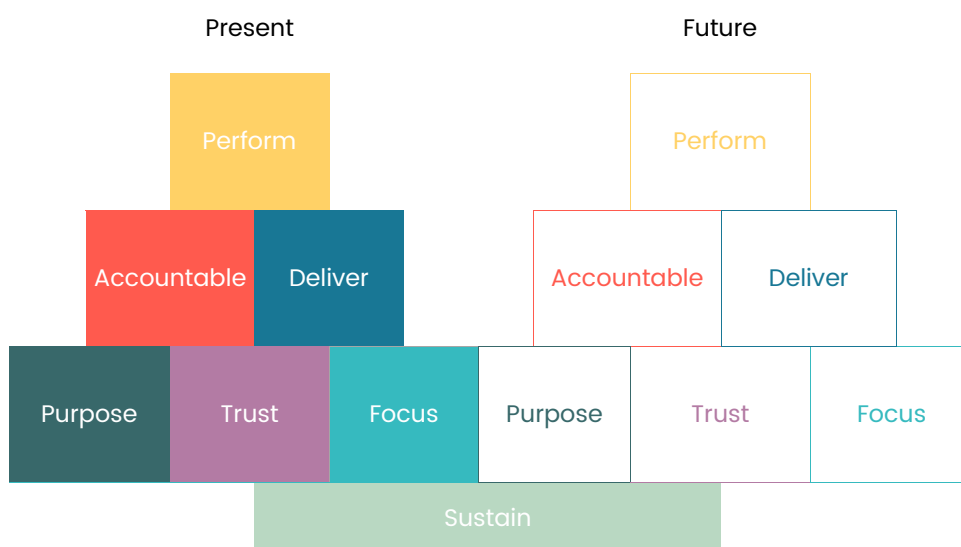 Present
Future
Perform
Perform
Accountable
Deliver
Accountable
Deliver
Purpose
Trust
Focus
Purpose
Trust
Focus
Sustain